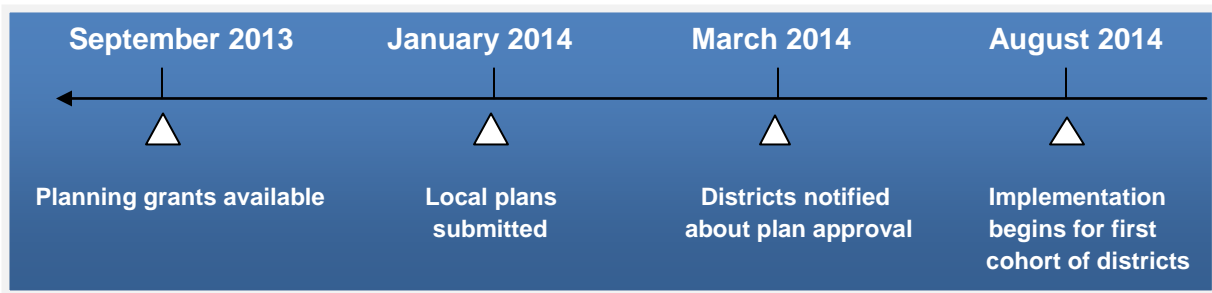 September 2013
January 2014
March 2014
August 2014
Planning grants available
Local plans
submitted
Districts notified
about plan approval
Implementation
begins for first
cohort of districts